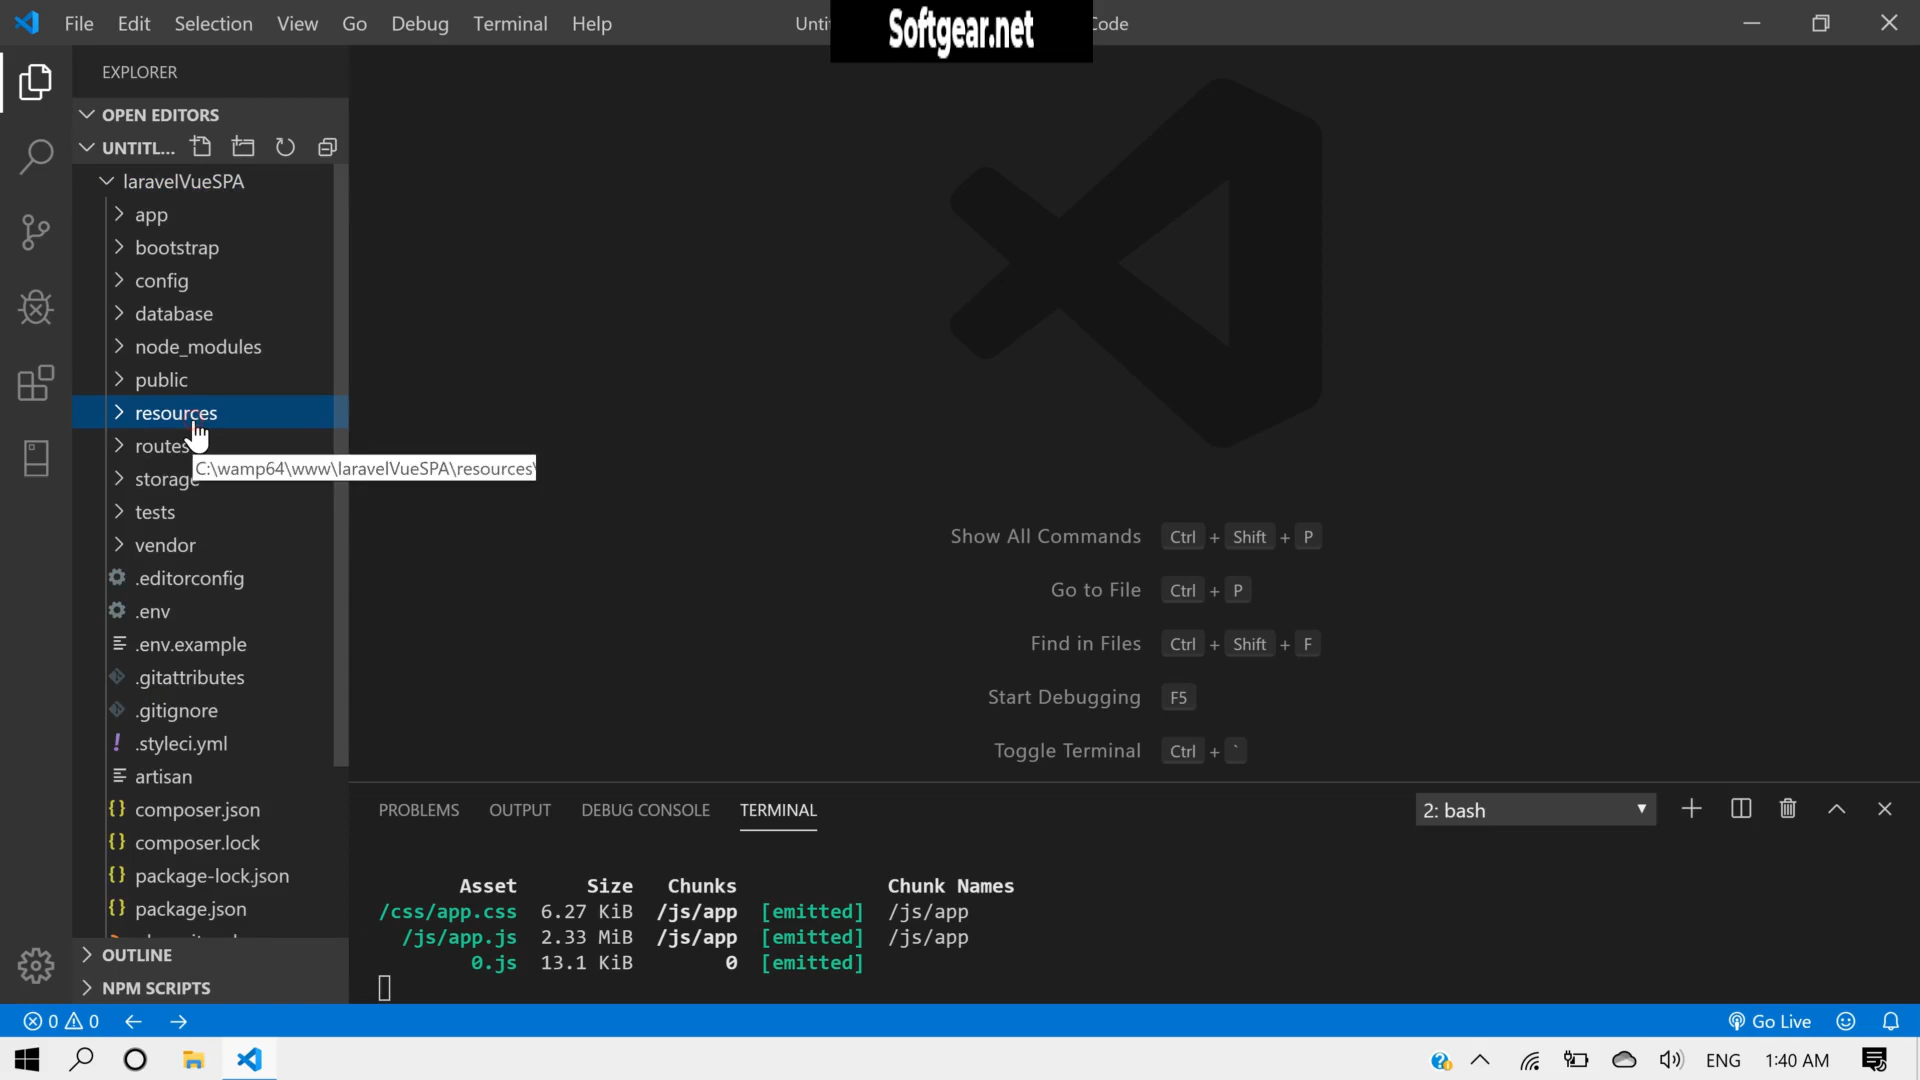 File Edit Selection View Go Debug Terminal Help
Softgear.net
EXPLORER
OPEN EDITORS
UNTITL...
laravelVueSPA
app
bootstrap
config
database
node_modules
public
resources
routes
C:\wamp64\www\laravelVueSPA\resources\
storage
tests
vendor
.editorconfig
.env
.env.example
.gitattributes
.gitignore
.styleci.yml
artisan
composer.json
composer.lock
package-lock.json
package.json
OUTLINE
NPM SCRIPTS
Show All Commands Ctrl + Shift + P
Go to File Ctrl + P
Find in Files Ctrl + Shift + F
Start Debugging F5
Toggle Terminal Ctrl + `
PROBLEMS OUTPUT DEBUG CONSOLE TERMINAL
2: bash
Asset Size Chunks Chunk Names
/css/app.css 6.27 KiB /js/app [emitted] /js/app
/js/app.js 2.33 MiB /js/app [emitted] /js/app
0.js 13.1 KiB 0 [emitted]
0 0
Go Live
ENG 1:40 AM